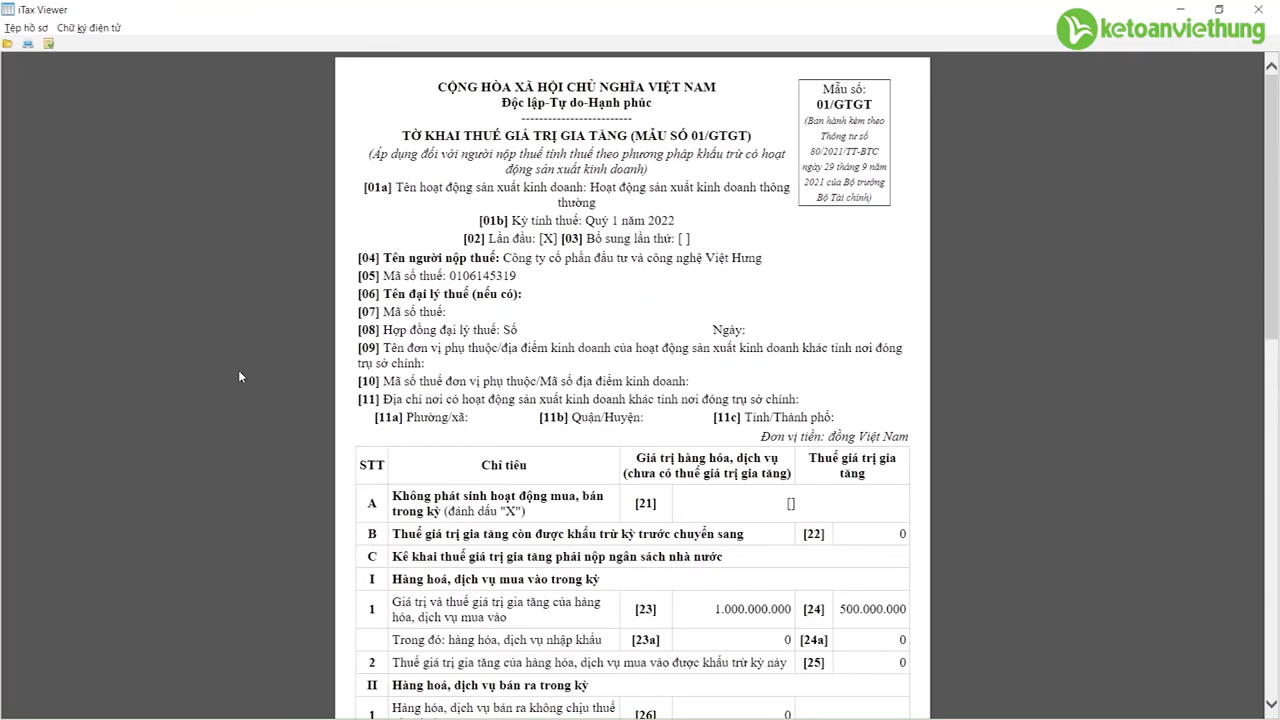 iTax Viewer
Tệp hồ sơ Chữ ký điện tử
ketoanviethung
CỘNG HÒA XÃ HỘI CHỦ NGHĨA VIỆT NAM
Độc lập-Tự do-Hạnh phúc
-------------------------
TỜ KHAI THUẾ GIÁ TRỊ GIA TĂNG (MẪU SỐ 01/GTGT)
(Áp dụng đối với người nộp thuế tính thuế theo phương pháp khấu trừ có hoạt
động sản xuất kinh doanh)
Mẫu số:
01/GTGT
(Ban hành kèm theo
Thông tư số
80/2021/TT-BTC
ngày 29 tháng 9 năm
2021 của Bộ trưởng
Bộ Tài chính)
[01a] Tên hoạt động sản xuất kinh doanh: Hoạt động sản xuất kinh doanh thông
thường
[01b] Kỳ tính thuế: Quý 1 năm 2022
[02] Lần đầu: [X] [03] Bổ sung lần thứ: [ ]
[04] Tên người nộp thuế: Công ty cổ phần đầu tư và công nghệ Việt Hưng
[05] Mã số thuế: 0106145319
[06] Tên đại lý thuế (nếu có):
[07] Mã số thuế:
[08] Hợp đồng đại lý thuế: Số Ngày:
[09] Tên đơn vị phụ thuộc/địa điểm kinh doanh của hoạt động sản xuất kinh doanh khác tỉnh nơi đóng
trụ sở chính:
[10] Mã số thuế đơn vị phụ thuộc/Mã số địa điểm kinh doanh:
[11] Địa chỉ nơi có hoạt động sản xuất kinh doanh khác tỉnh nơi đóng trụ sở chính:
[11a] Phường/xã: [11b] Quận/Huyện: [11c] Tỉnh/Thành phố:
Đơn vị tiền: đồng Việt Nam
STT Chỉ tiêu Giá trị hàng hóa, dịch vụ Thuế giá trị gia
(chưa có thuế giá trị gia tăng) tăng
A Không phát sinh hoạt động mua, bán [21] []
trong kỳ (đánh dấu "X")
B Thuế giá trị gia tăng còn được khấu trừ kỳ trước chuyển sang [22] 0
C Kê khai thuế giá trị gia tăng phải nộp ngân sách nhà nước
I Hàng hoá, dịch vụ mua vào trong kỳ
1 Giá trị và thuế giá trị gia tăng của hàng [23] 1.000.000.000 [24] 500.000.000
hóa, dịch vụ mua vào
Trong đó: hàng hóa, dịch vụ nhập khẩu [23a] 0 [24a] 0
2 Thuế giá trị gia tăng của hàng hóa, dịch vụ mua vào được khấu trừ kỳ này [25] 0
II Hàng hoá, dịch vụ bán ra trong kỳ
1 Hàng hóa, dịch vụ bán ra không chịu thuế [26] 0